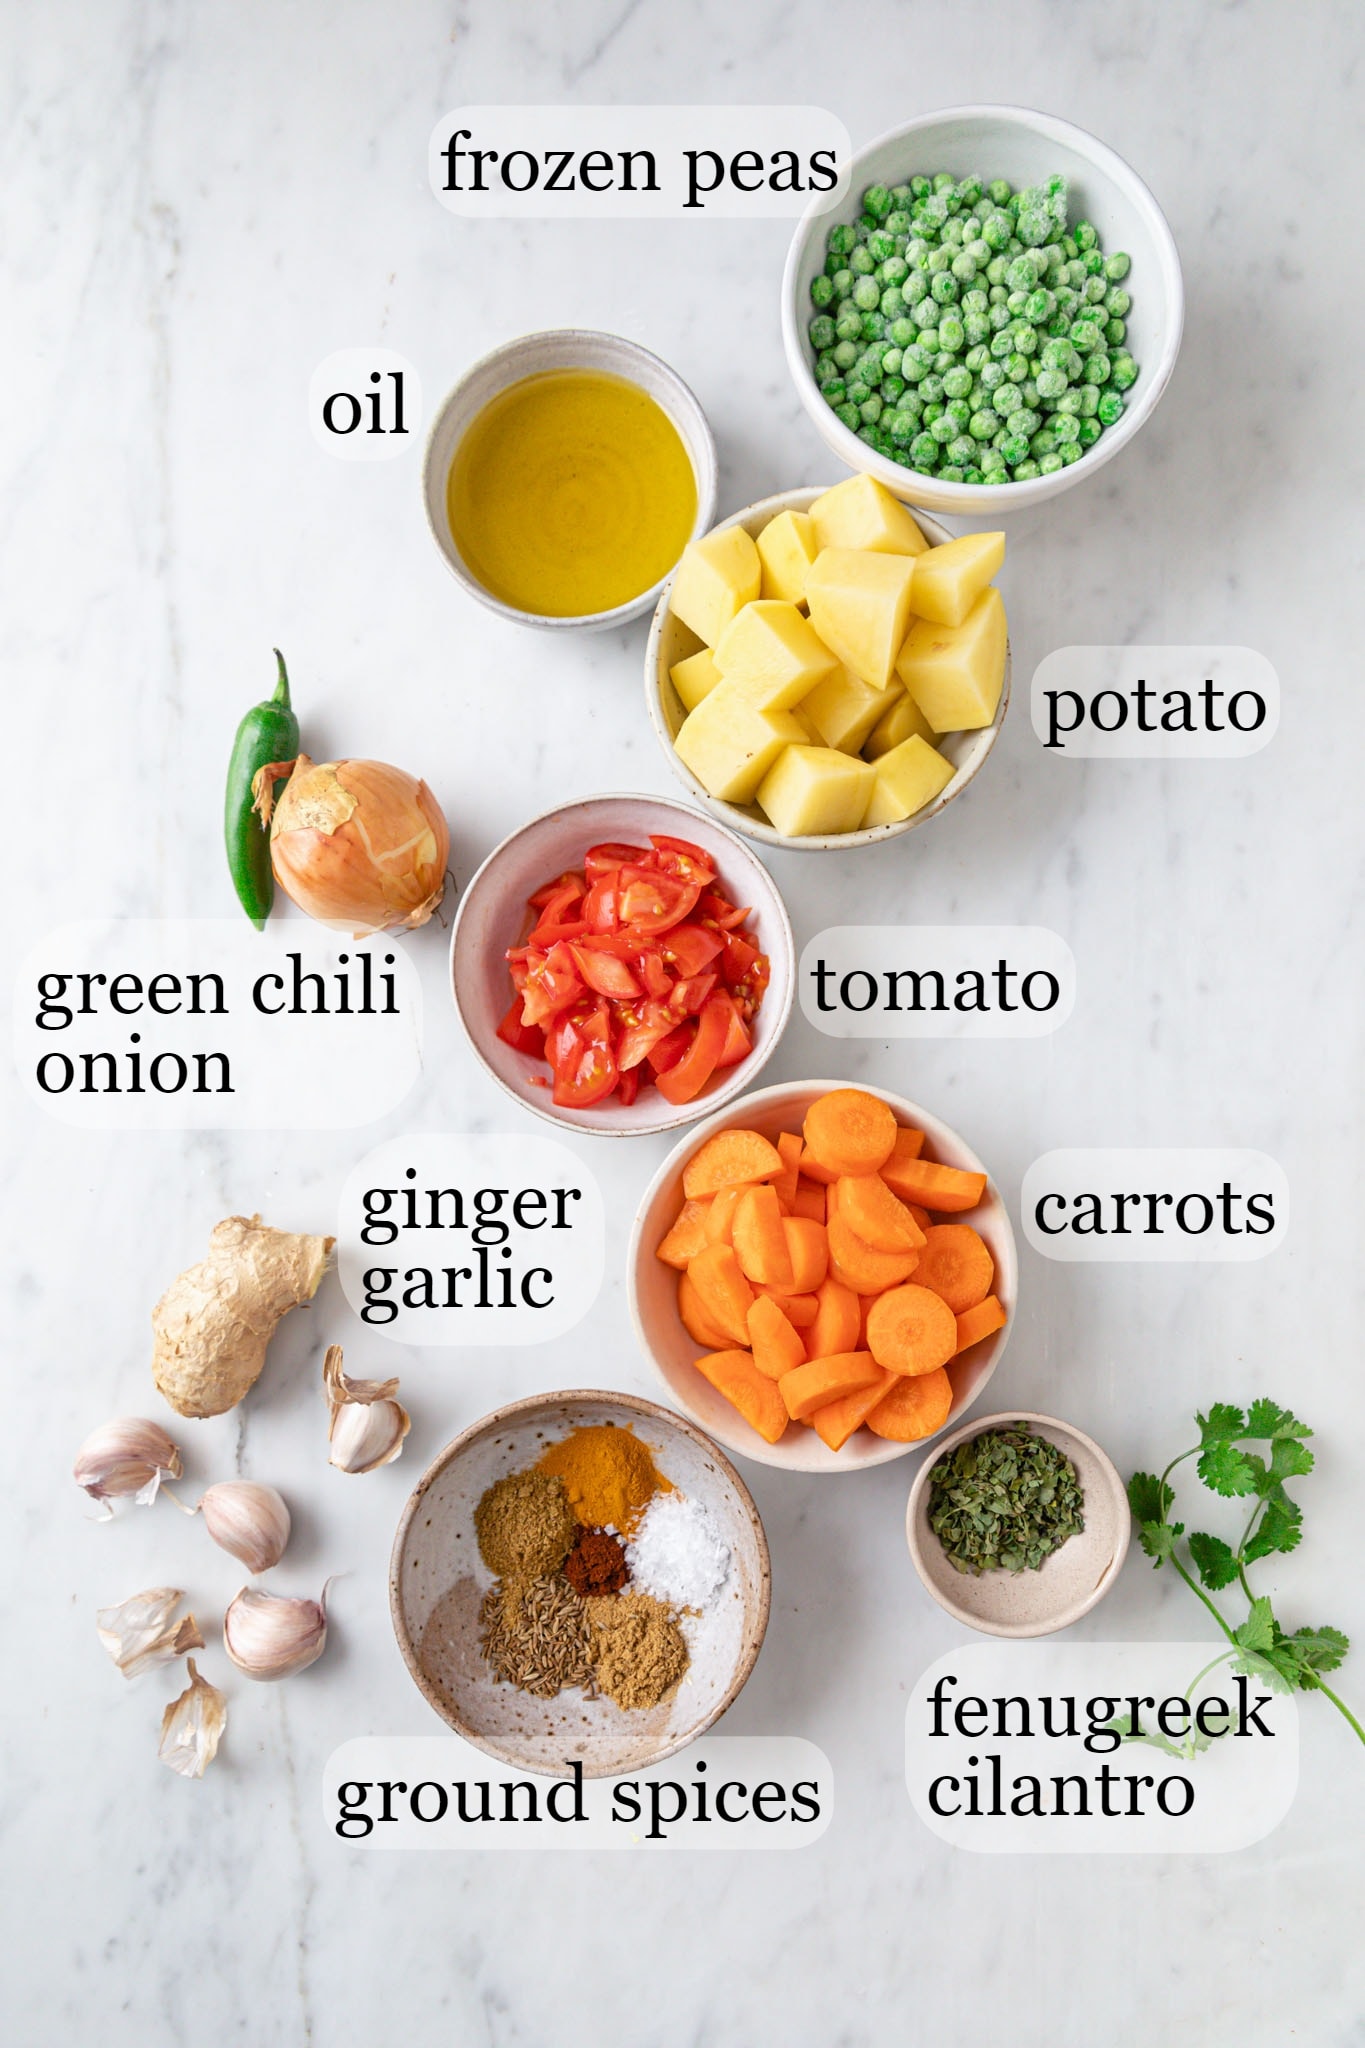 frozen peas
oil
potato
green chili
onion
tomato
ginger
garlic
carrots
ground spices
fenugreek
cilantro